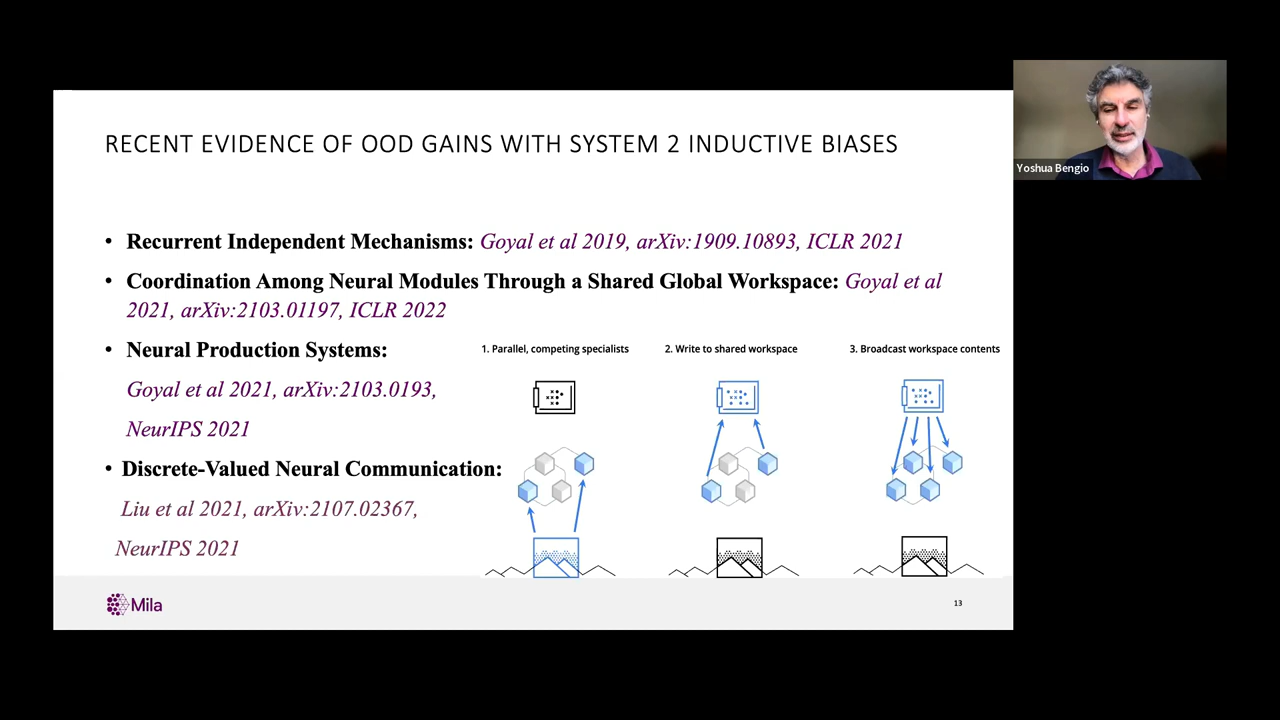 RECENT EVIDENCE OF OOD GAINS WITH SYSTEM 2 INDUCTIVE BIASES
Yoshua Bengio
• Recurrent Independent Mechanisms: Goyal et al 2019, arXiv:1909.10893, ICLR 2021
• Coordination Among Neural Modules Through a Shared Global Workspace: Goyal et al
2021, arXiv:2103.01197, ICLR 2022
• Neural Production Systems:
Goyal et al 2021, arXiv:2103.0193,
NeurIPS 2021
• Discrete-Valued Neural Communication:
Liu et al 2021, arXiv:2107.02367,
NeurIPS 2021
1. Parallel, competing specialists
2. Write to shared workspace
3. Broadcast workspace contents
Mila
13